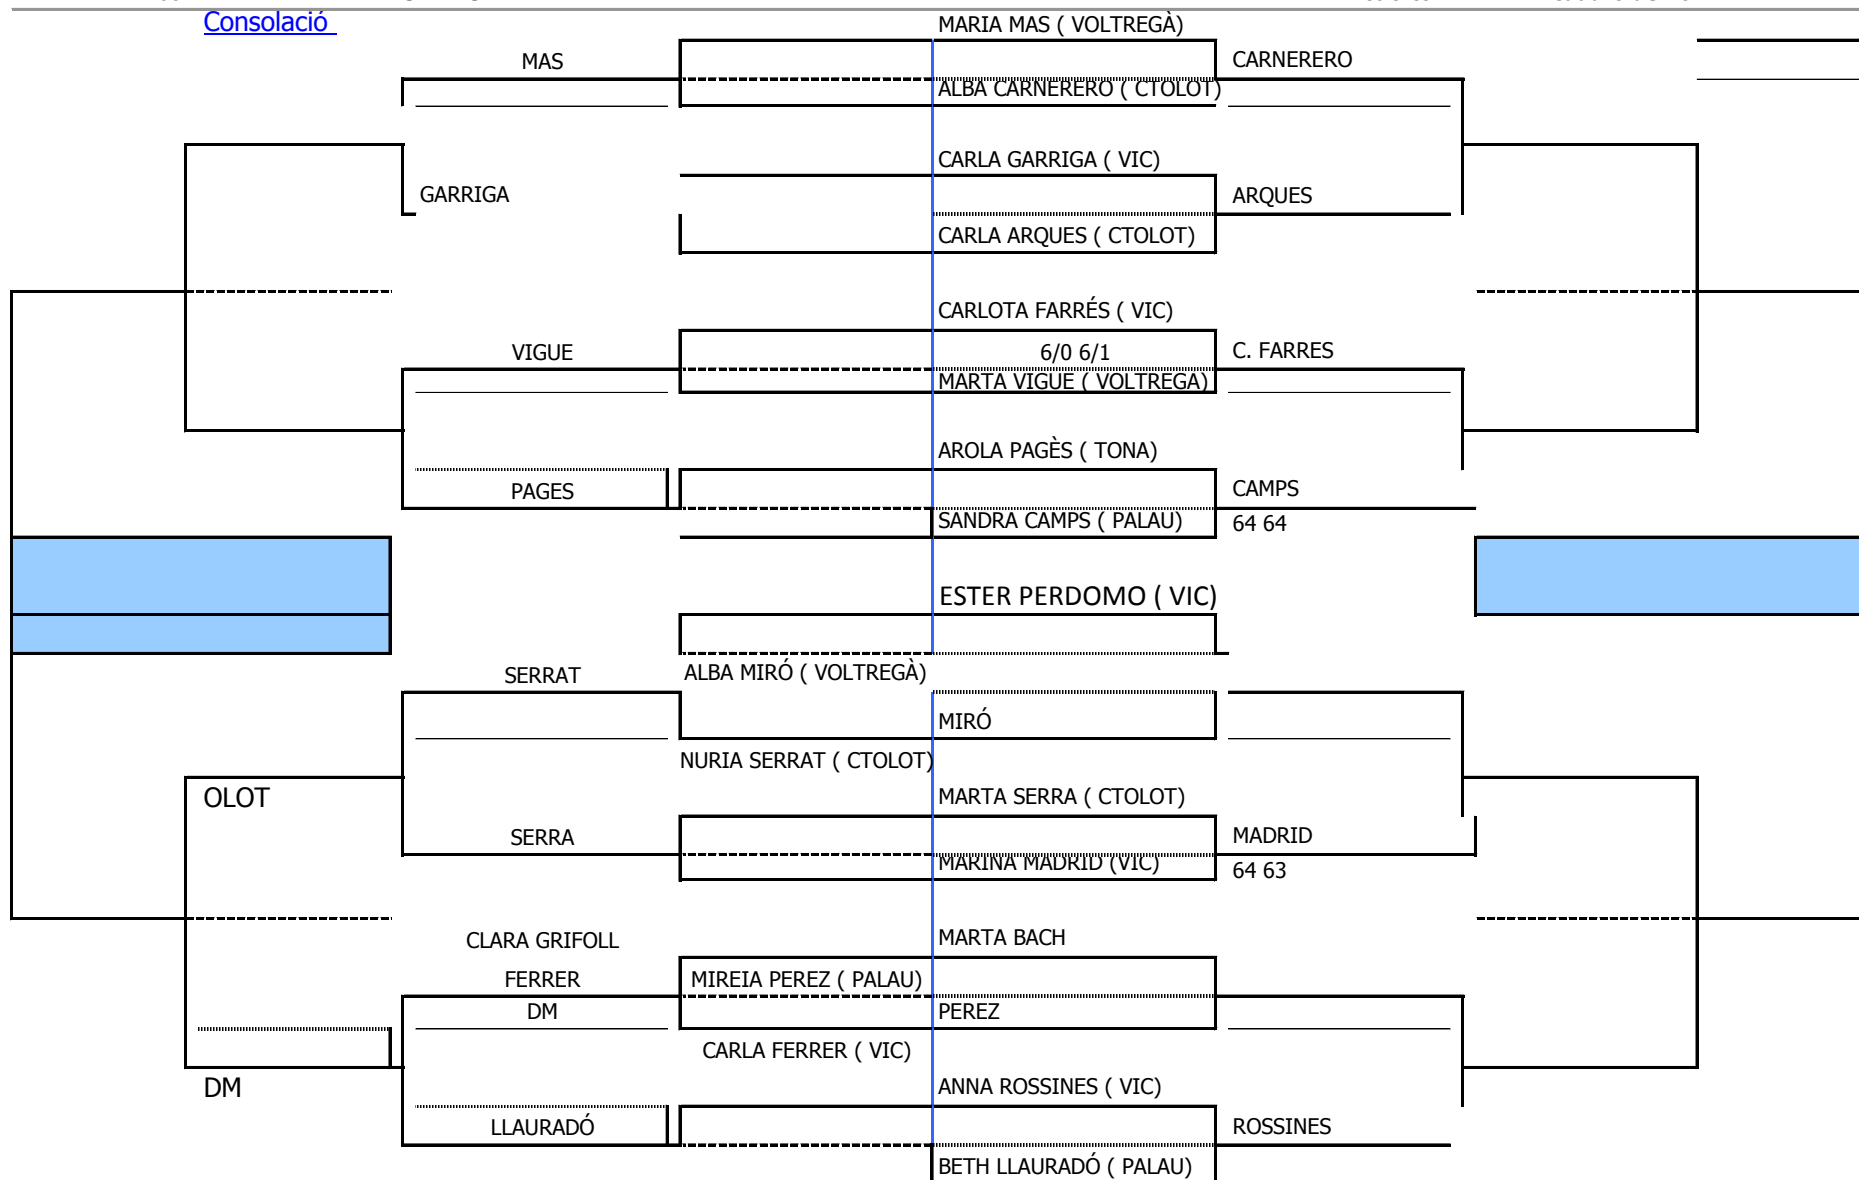 Consolació
MARIA MAS ( VOLTREGÀ)
MAS
CARNERERO
ALBA CARNERERO ( CTOLOT)
CARLA GARRIGA ( VIC)
GARRIGA
ARQUES
CARLA ARQUES ( CTOLOT)
CARLOTA FARRÉS ( VIC)
VIGUE
6/0 6/1
C. FARRES
MARTA VIGUE ( VOLTREGA)
AROLA PAGÈS ( TONA)
PAGES
CAMPS
SANDRA CAMPS ( PALAU)
64 64
ESTER PERDOMO ( VIC)
SERRAT
ALBA MIRÓ ( VOLTREGÀ)
MIRÓ
NURIA SERRAT ( CTOLOT)
OLOT
MARTA SERRA ( CTOLOT)
SERRA
MADRID
MARINA MADRID (VIC)
64 63
CLARA GRIFOLL
MARTA BACH
FERRER
MIREIA PEREZ ( PALAU)
DM
PEREZ
CARLA FERRER ( VIC)
DM
ANNA ROSSINES ( VIC)
LLAURADÓ
ROSSINES
BETH LLAURADÓ ( PALAU)